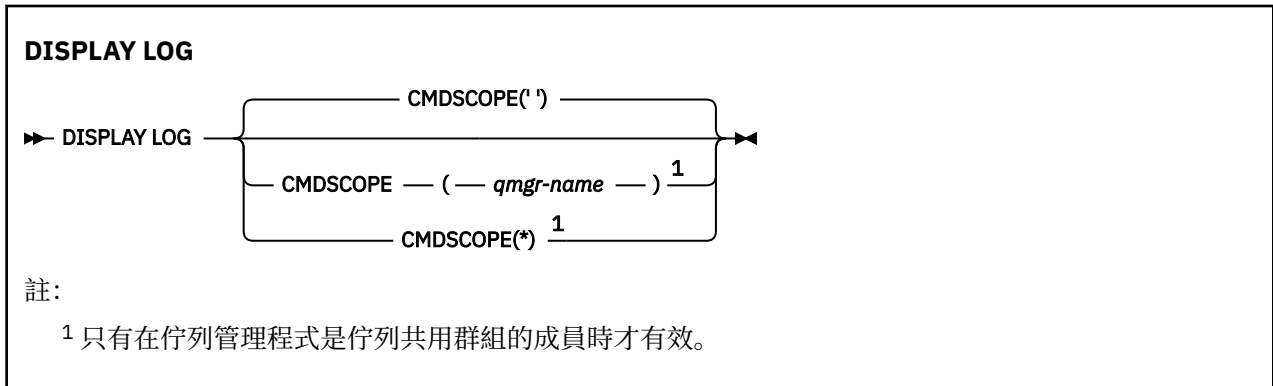 DISPLAY LOG
CMDSCOPE(' ')
DISPLAY LOG
CMDSCOPE ( qmgr-name ) 1
CMDSCOPE(*) 1
註：
1 只有在佇列管理程式是佇列共用群組的成員時才有效。